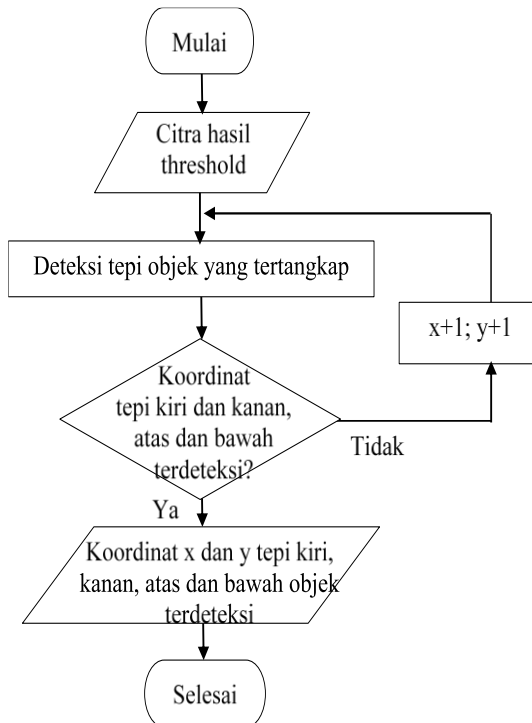 Mulai
Citra hasil
threshold
Deteksi tepi objek yang tertangkap
x+1; y+1
Koordinat
tepi kiri dan kanan,
atas dan bawah
terdeteksi?
Tidak
Ya
Koordinat x dan y tepi kiri,
kanan, atas dan bawah objek
terdeteksi
Selesai